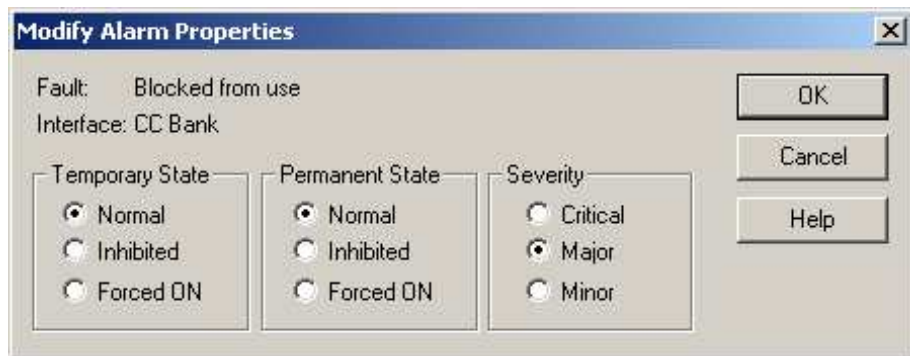 Modify Alarm Properties
Fault: Blocked from use
Interface: CC Bank
OK
Cancel
Help
Temporary State
Normal
Inhibited
Forced ON
Permanent State
Normal
Inhibited
Forced ON
Severity
Critical
Major
Minor